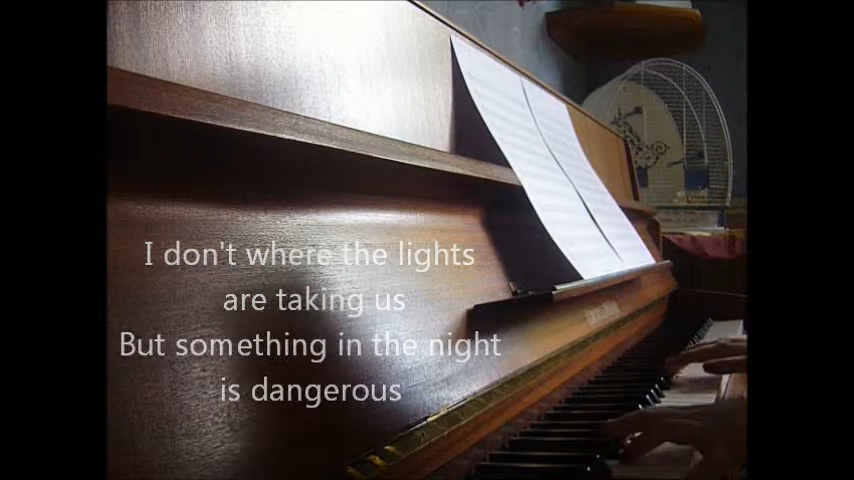 I don't where the lights
are taking us
But something in the night
is dangerous